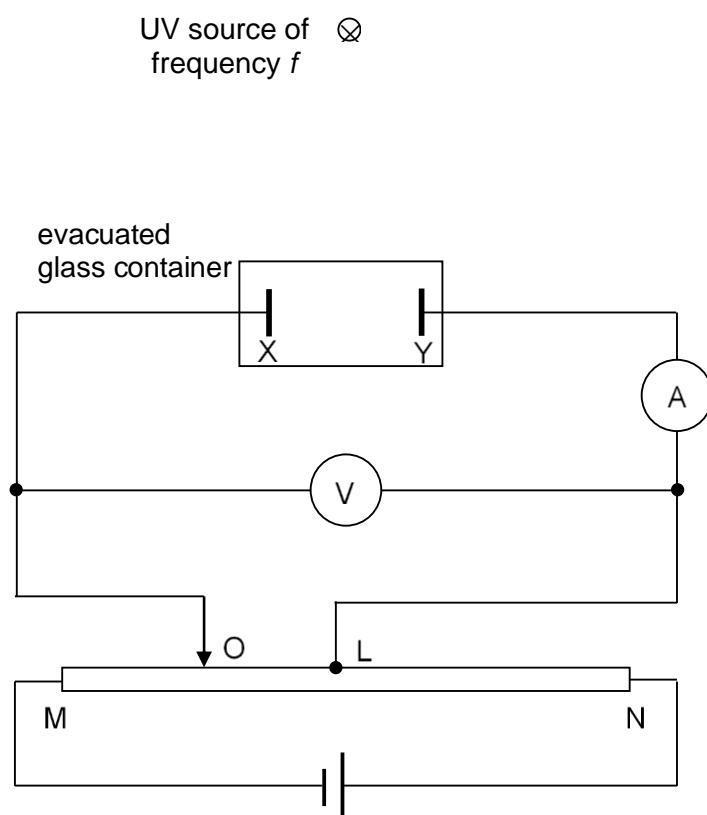 UV source of
frequency f
evacuated
glass container
X Y
A
V
O L
M N